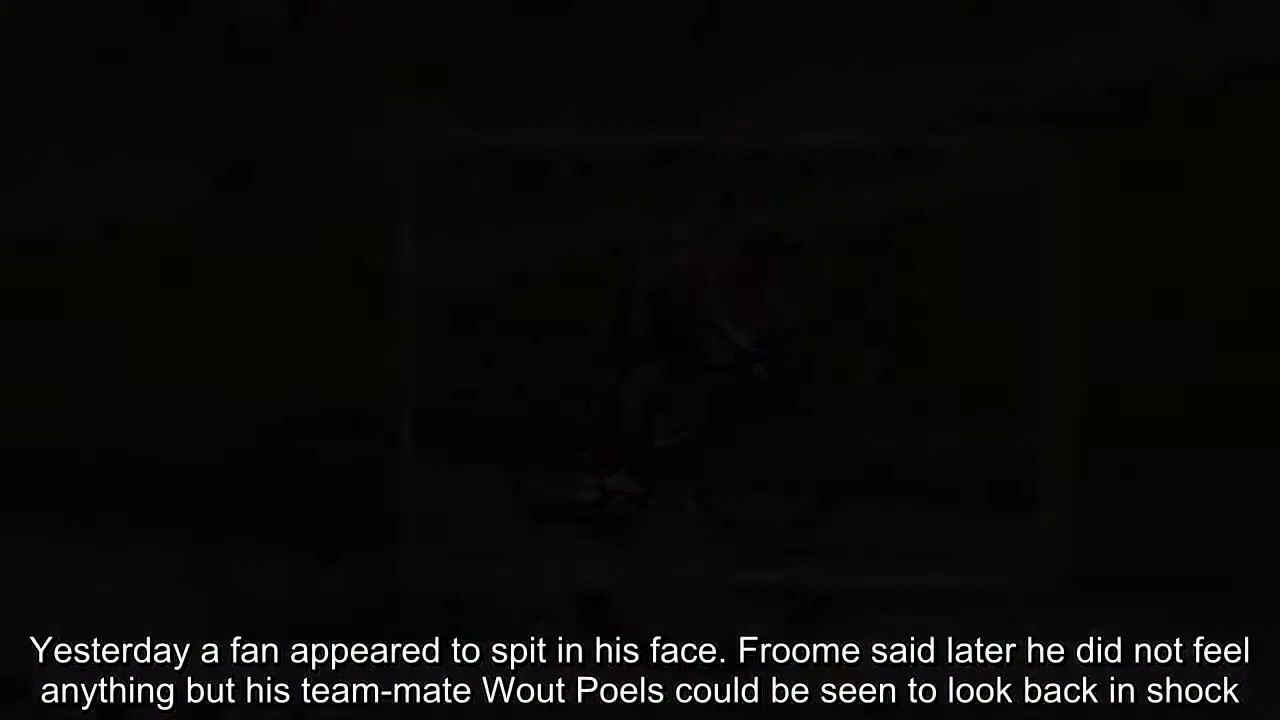 Yesterday a fan appeared to spit in his face. Froome said later he did not feel
anything but his team-mate Wout Poels could be seen to look back in shock